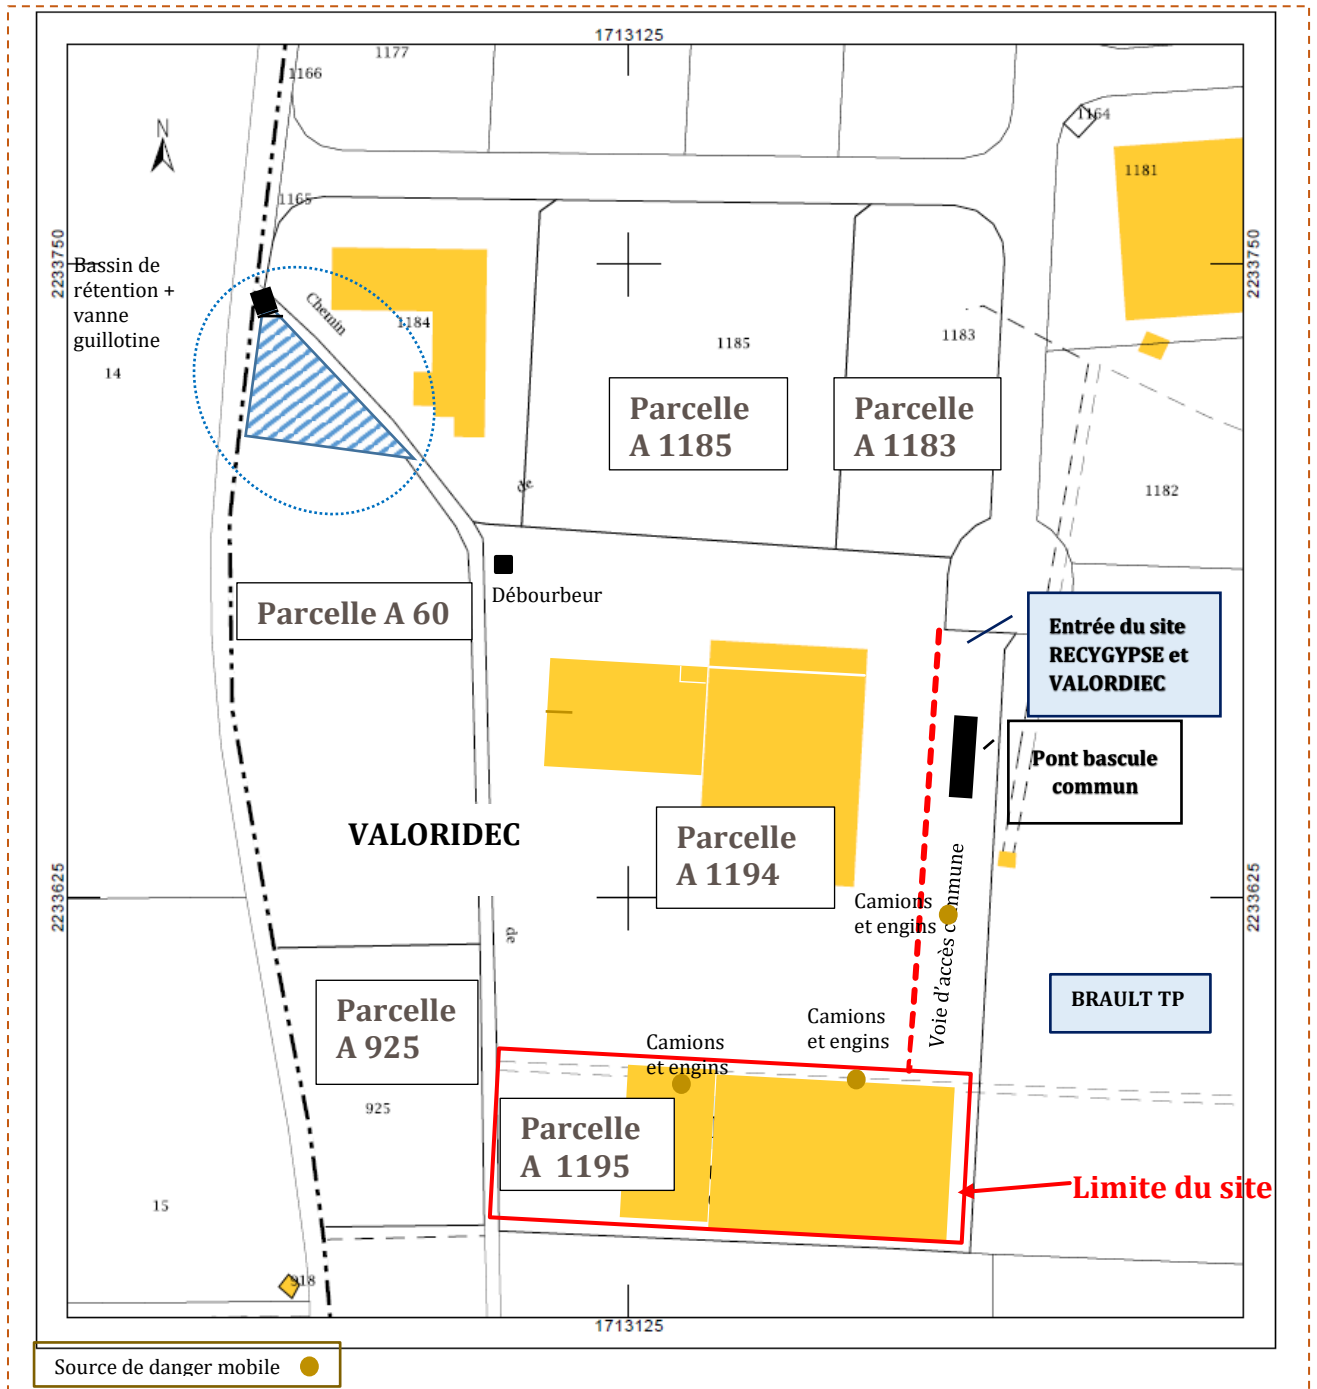 1713125
1177
1166
1164
N
1181
1165
2233750
2233750
Bassin de
rétention +
vanne
guillotine
Chemin
1184
1185
1183
14
Parcelle
A 1185
Parcelle
A 1183
de
1182
Débourbeur
Parcelle A 60
Entrée du site
RECYGYPSE et
VALORDIEC
Pont bascule
commun
VALORIDEC
Parcelle
A 1194
2233625
2233625
Camions
et engins
Voie d'accès commune
de
Parcelle
A 925
BRAULT TP
Camions
et engins
Camions
et engins
925
Parcelle
A 1195
Limite du site
15
918
1713125
Source de danger mobile